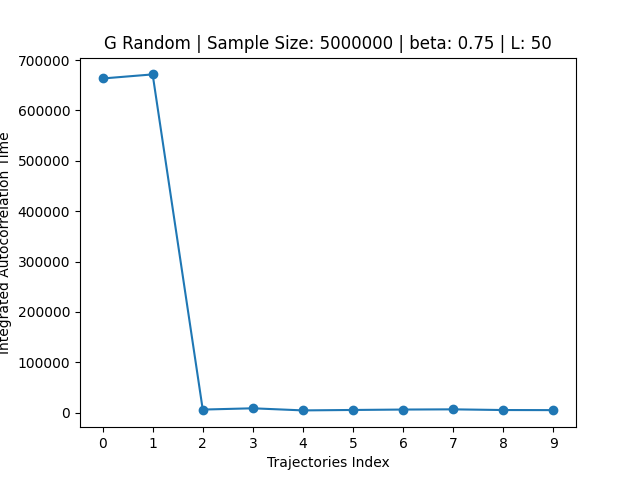 G Random | Sample Size: 5000000 | beta: 0.75 | L: 50
700000
600000
500000
400000
300000
200000
100000
0
Integrated Autocorrelation Time
0 1 2 3 4 5 6 7 8 9
Trajectories Index